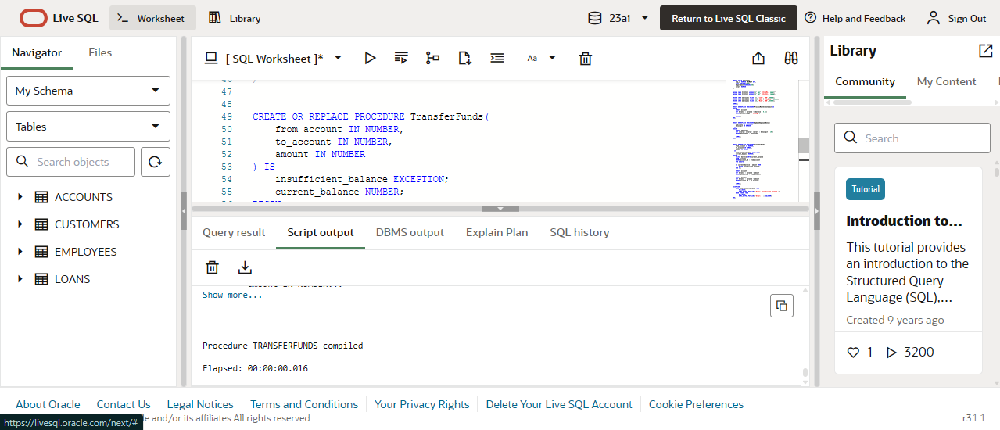 Live SQL
Worksheet
Library
23ai
Return to Live SQL Classic
Help and Feedback
Sign Out
Navigator
Files
My Schema
Tables
Search objects
ACCOUNTS
CUSTOMERS
EMPLOYEES
LOANS
[ SQL Worksheet ]*
Aa
47
48
49 CREATE OR REPLACE PROCEDURE TransferFunds(
50 from_account IN NUMBER,
51 to_account IN NUMBER,
52 amount IN NUMBER
53 ) IS
54 insufficient_balance EXCEPTION;
55 current_balance NUMBER;
Query result
Script output
DBMS output
Explain Plan
SQL history
amount IN NUMBER...
Show more...
Procedure TRANSFERFUNDS compiled
Elapsed: 00:00:00.016
Library
Community
My Content
Search
Tutorial
Introduction to...
This tutorial provides
an introduction to the
Structured Query
Language (SQL),...
Created 9 years ago
1
3200
About Oracle
Contact Us
Legal Notices
Terms and Conditions
Your Privacy Rights
Delete Your Live SQL Account
Cookie Preferences
https://livesql.oracle.com/next/#
e and/or its affiliates All rights reserved.
r31.1